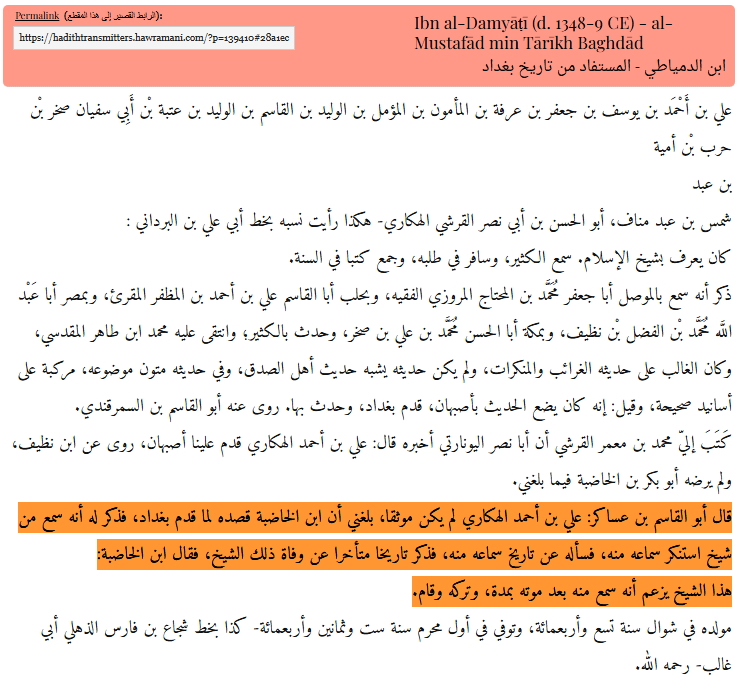 Permalink (الرابط القصير إلى هذا المقطع):
https://hadithtransmitters.hawramani.com/?p=139410#28a1ec
Ibn al-Damyāṭī (d. 1348-9 CE) - al-
Mustafād min Tārīkh Baghdād
ابن الدمياطي - المستفاد من تاريخ بغداد
علي بن أَحْمَد بن يوسف بن جعفر بن عرفة بن المأمون بن المؤمل بن الوليد بن القاسم بن الوليد بن عتبة بْن أَبِي سفيان صخر بْن
حرب بْن أمية
بن عبد
شمس بن عبد مناف، أبو الحسن بن أبي نصر القرشي الهكاري- هكذا رأيت نسبه بخط أبي علي بن البرداني :
كان يعرف بشيخ الإسلام. سمع الكثير، وسافر في طلبه، وجمع كتبا في السنة.
ذكر أنه سمع بالموصل أبا جعفر مُحَمَّد بن المحتاج المروزي الفقيه، وبحلب أبا القاسم علي بن أحمد بن المظفر المقرئ، وبمصر أبا عَبْد
اللَّه مُحَمَّد بْن الفضل بْن نظيف، وبمكة أبا الحسن مُحَمَّد بن علي بن صخر، وحدث بالكثير؛ وانتقى عليه محمد ابن طاهر المقدسي،
وكان الغالب على حديثه الغرائب والمنكرات، ولم يكن حديثه يشبه حديث أهل الصدق، وفي حديثه متون موضوعه، مركبة على
أسانيد صحيحة، وقيل: إنه كان يضع الحديث بأصبهان، قدم بغداد، وحدث بها. روى عنه أبو القاسم بن السمرقندي.
كَتَبَ إليّ محمد بن معمر القرشي أن أبا نصر اليونارتي أخبره قال: علي بن أحمد الهكاري قدم علينا أصبهان، روى عن ابن نظيف،
ولم يرضه أبو بكر بن الخاضبة فيما بلغني.
قال أبو القاسم بن عساكر: علي بن أحمد الهكاري لم يكن موثقا، بلغني أن ابن الخاضبة قصده لما قدم بغداد، فذكر له أنه سمع من
شيخ استنكر سماعه منه، فسأله عن تاريخ سماعه منه، فذكر تاريخا متأخرا عن وفاة ذلك الشيخ، فقال ابن الخاضبة:
هذا الشيخ يزعم أنه سمع منه بعد موته بمدة، وتركه وقام.
مولده في شوال سنة تسع وأربعمائة، وتوفي في أول محرم سنة ست وثمانين وأربعمائة- كذا بخط شجاع بن فارس الذهلي أبي
غالب- رحمه الله.